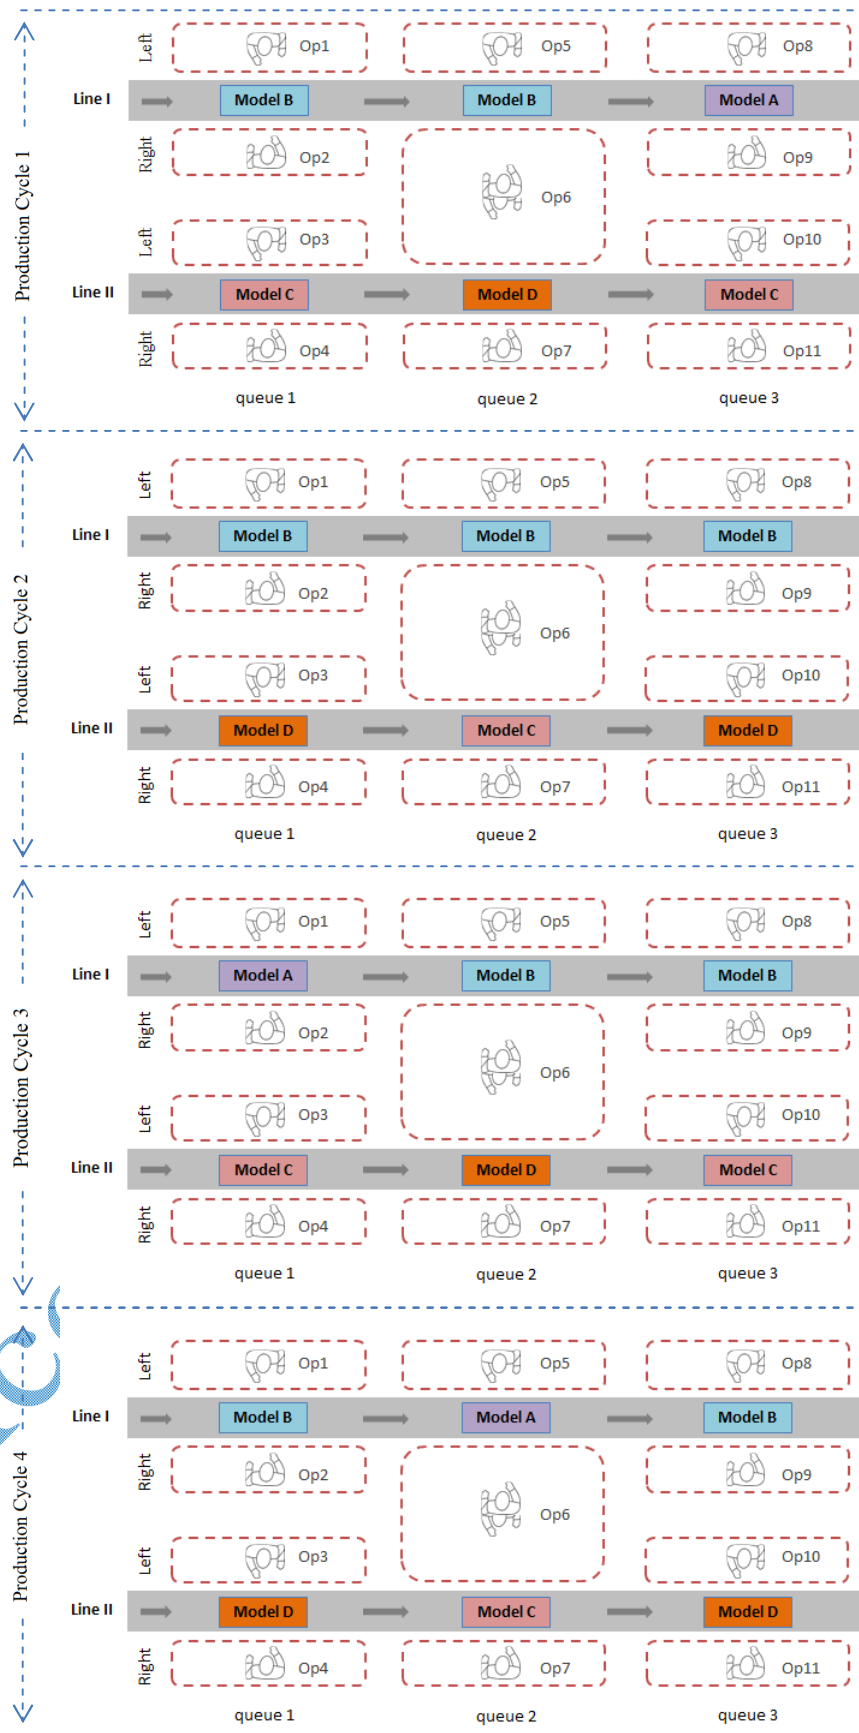 Production Cycle 1
Left Op1 Op5 Op8
Line I Model B Model B Model A
Right Op2 Op6 Op9
Left Op3 Op10
Line II Model C Model D Model C
Right Op4 Op7 Op11
queue 1 queue 2 queue 3
Production Cycle 2
Left Op1 Op5 Op8
Line I Model B Model B Model B
Right Op2 Op6 Op9
Left Op3 Op10
Line II Model D Model C Model D
Right Op4 Op7 Op11
queue 1 queue 2 queue 3
Production Cycle 3
Left Op1 Op5 Op8
Line I Model A Model B Model B
Right Op2 Op6 Op9
Left Op3 Op10
Line II Model C Model D Model C
Right Op4 Op7 Op11
queue 1 queue 2 queue 3
Production Cycle 4
Left Op1 Op5 Op8
Line I Model B Model A Model B
Right Op2 Op6 Op9
Left Op3 Op10
Line II Model D Model C Model D
Right Op4 Op7 Op11
queue 1 queue 2 queue 3